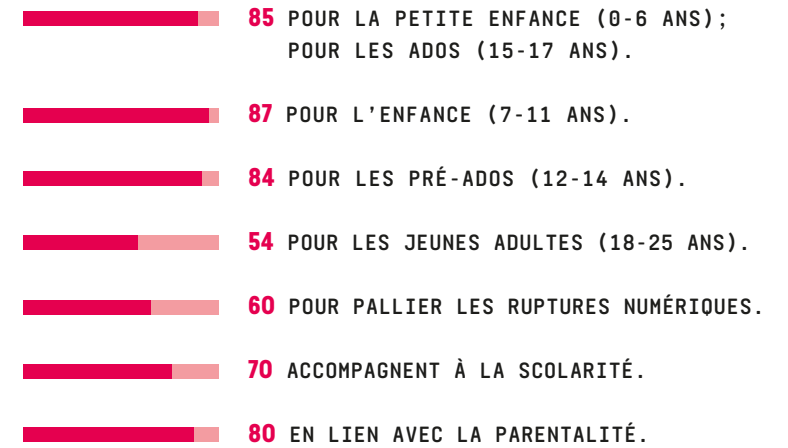 85 POUR LA PETITE ENFANCE (0-6 ANS);
POUR LES ADOS (15-17 ANS).
87 POUR L'ENFANCE (7-11 ANS).
84 POUR LES PRÉ-ADOS (12-14 ANS).
54 POUR LES JEUNES ADULTES (18-25 ANS).
60 POUR PALLIER LES RUPTURES NUMÉRIQUES.
70 ACCOMPAGNENT À LA SCOLARITÉ.
80 EN LIEN AVEC LA PARENTALITÉ.